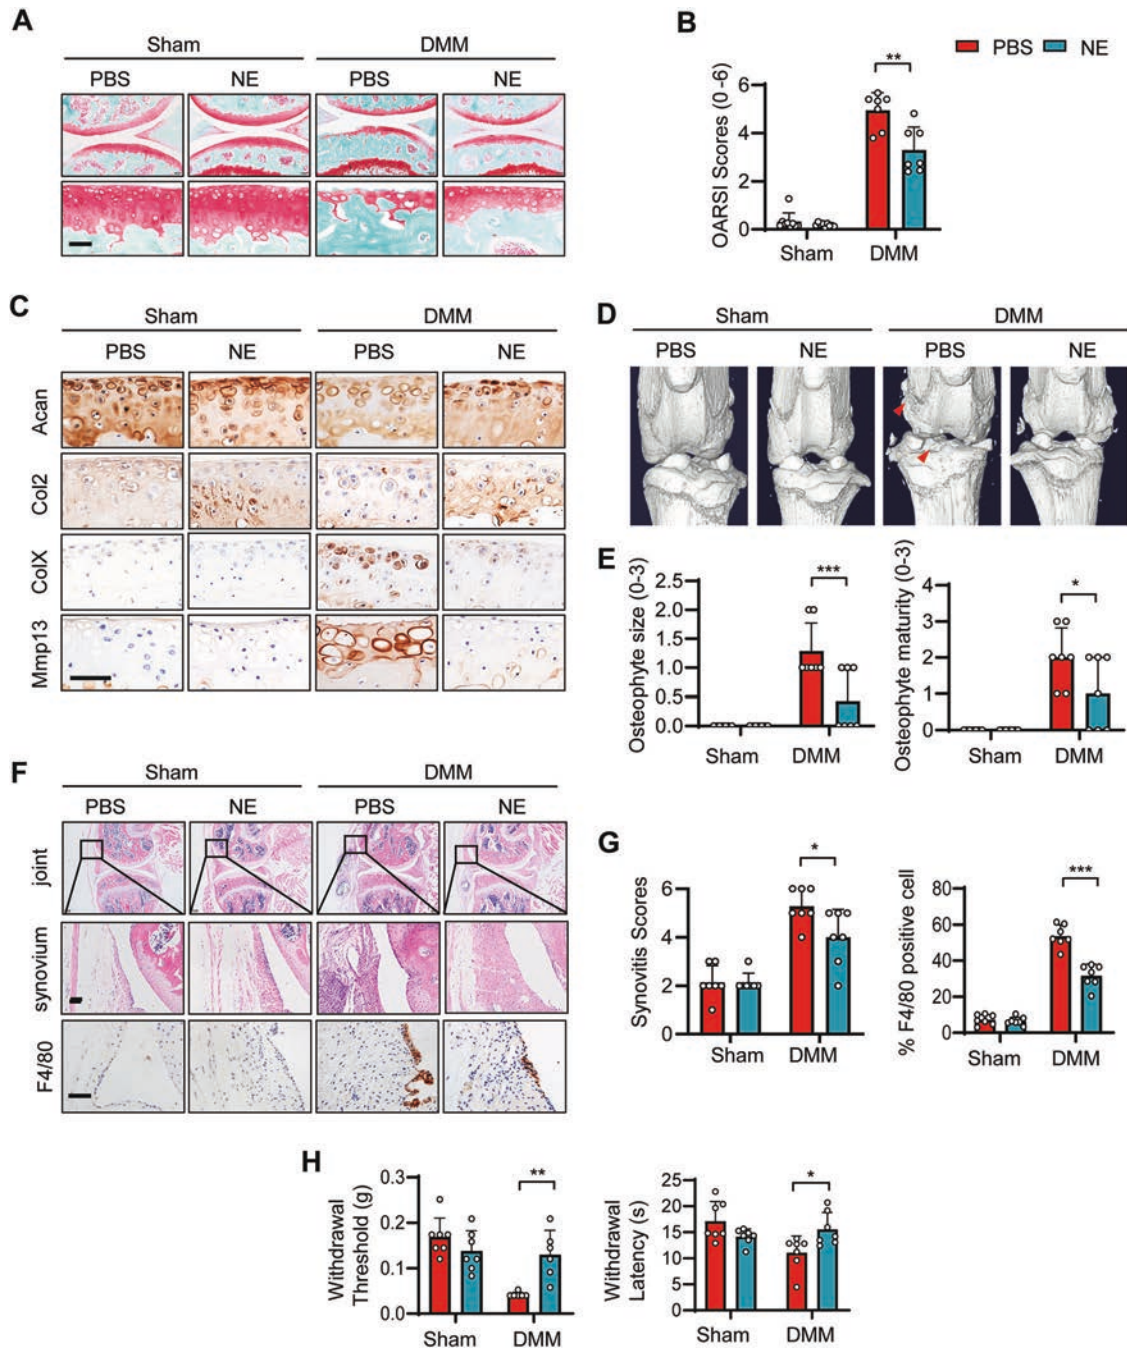 A
Sham DMM
PBS NE PBS NE
B
PBS NE
**
OARSI Scores (0-6)
6
4
2
0
Sham DMM
C
Sham DMM
PBS NE PBS NE
Acan
Col2
ColX
Mmp13
D
Sham DMM
PBS NE PBS NE
E
***
Osteophyte size (0-3)
2.5
2.0
1.5
1.0
0.5
0.0
Sham DMM
*
Osteophyte maturity (0-3)
4
3
2
1
0
Sham DMM
F
Sham DMM
PBS NE PBS NE
joint
synovium
F4/80
G
*
Synovitis Scores
6
4
2
0
Sham DMM
***
% F4/80 positive cell
80
60
40
20
0
Sham DMM
H
**
Withdrawal
Threshold (g)
0.3
0.2
0.1
0.0
Sham DMM
*
Withdrawal
Latency (s)
25
20
15
10
5
0
Sham DMM